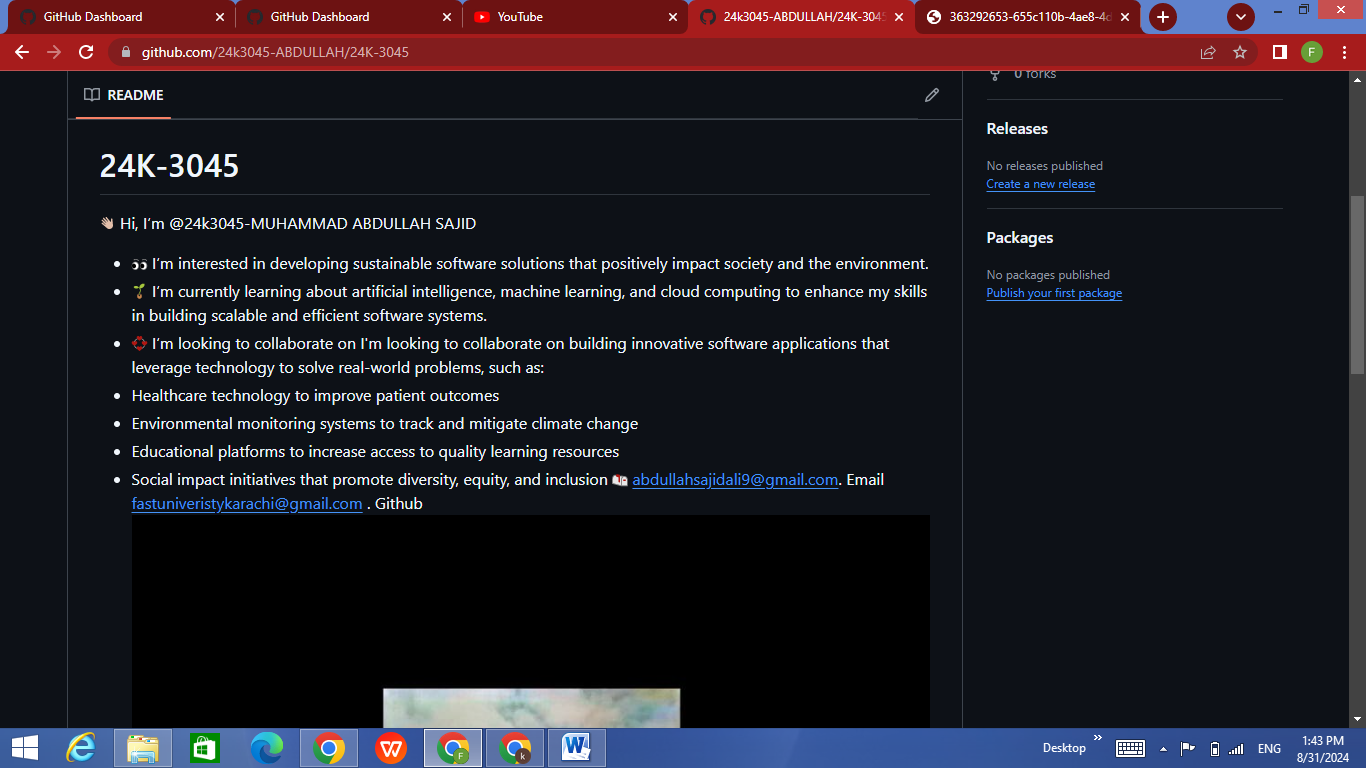 GitHub Dashboard
GitHub Dashboard
YouTube
24k3045-ABDULLAH/24K-3045
363292653-655c110b-4ae8-4d
github.com/24k3045-ABDULLAH/24K-3045
F
README
24K-3045
👋 Hi, I’m @24k3045-MUHAMMAD ABDULLAH SAJID
• 👀 I’m interested in developing sustainable software solutions that positively impact society and the environment.
• 🌱 I’m currently learning about artificial intelligence, machine learning, and cloud computing to enhance my skills
in building scalable and efficient software systems.
• 💞 I’m looking to collaborate on I'm looking to collaborate on building innovative software applications that
leverage technology to solve real-world problems, such as:
• Healthcare technology to improve patient outcomes
• Environmental monitoring systems to track and mitigate climate change
• Educational platforms to increase access to quality learning resources
• Social impact initiatives that promote diversity, equity, and inclusion 📫 abdullahsajidali9@gmail.com. Email
fastuniveristykarachi@gmail.com . Github
0 forks
Releases
No releases published
Create a new release
Packages
No packages published
Publish your first package
W
F
k
W
Desktop
ENG
1:43 PM
8/31/2024